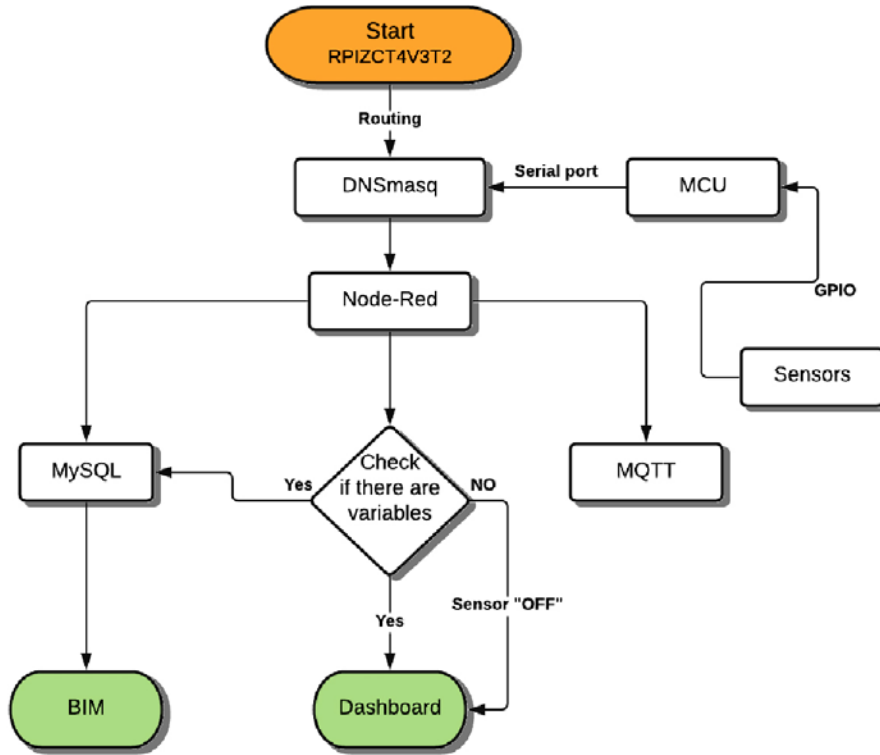 Start
RPIZCT4V3T2
Routing
DNSmasq
Serial port
MCU
Node-Red
GPIO
Sensors
MySQL
Yes
Check
if there are
variables
NO
MQTT
Yes
Sensor "OFF"
BIM
Dashboard